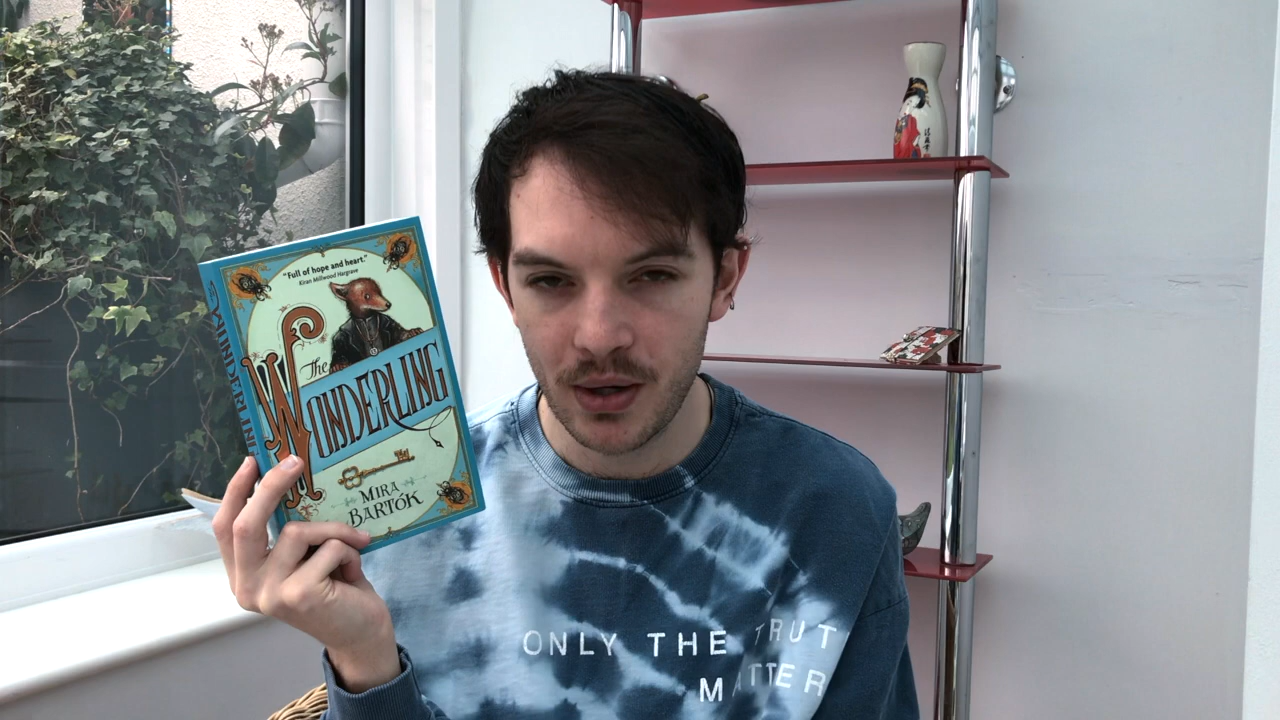 "Full of hope and heart."
Kiran Millwood Hargrave
The
WONDERLING
MIRA
BARTÓK
ONLY THE TRUT
MATTER